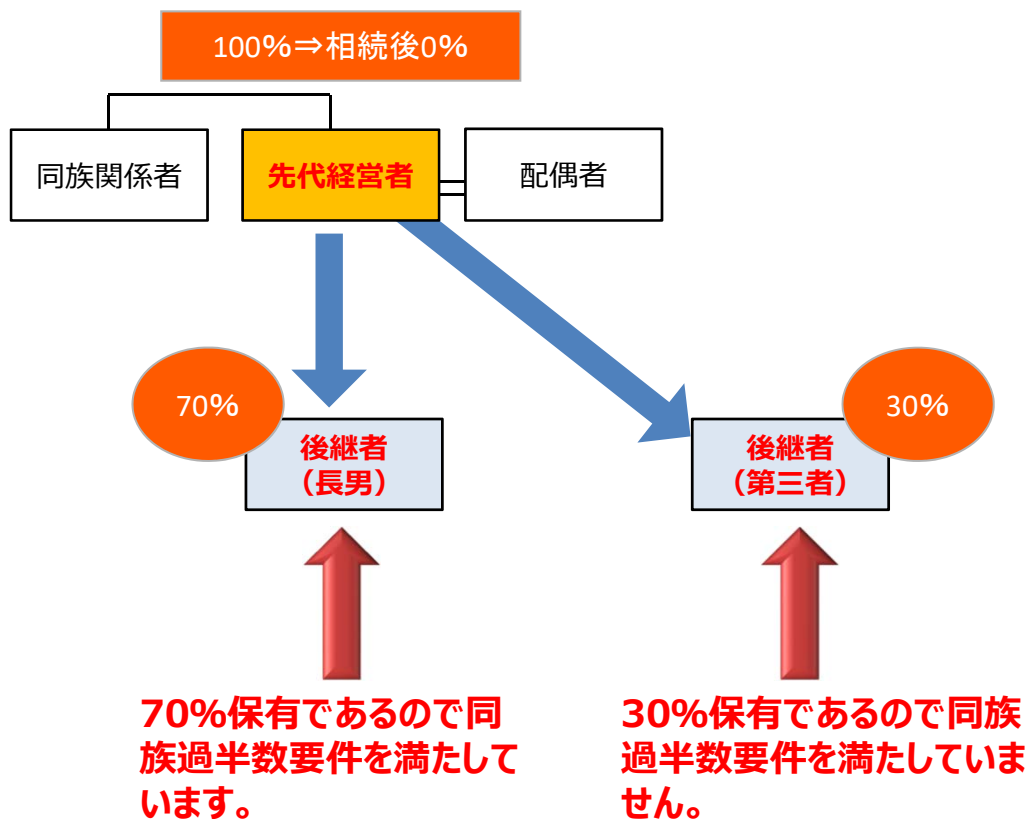 100%⇒相続後0%
同族関係者
先代経営者
配偶者
70%
30%
後継者
（長男）
後継者
（第三者）
70%保有であるので同
族過半数要件を満たして
います。
30%保有であるので同族
過半数要件を満たしていま
せん。